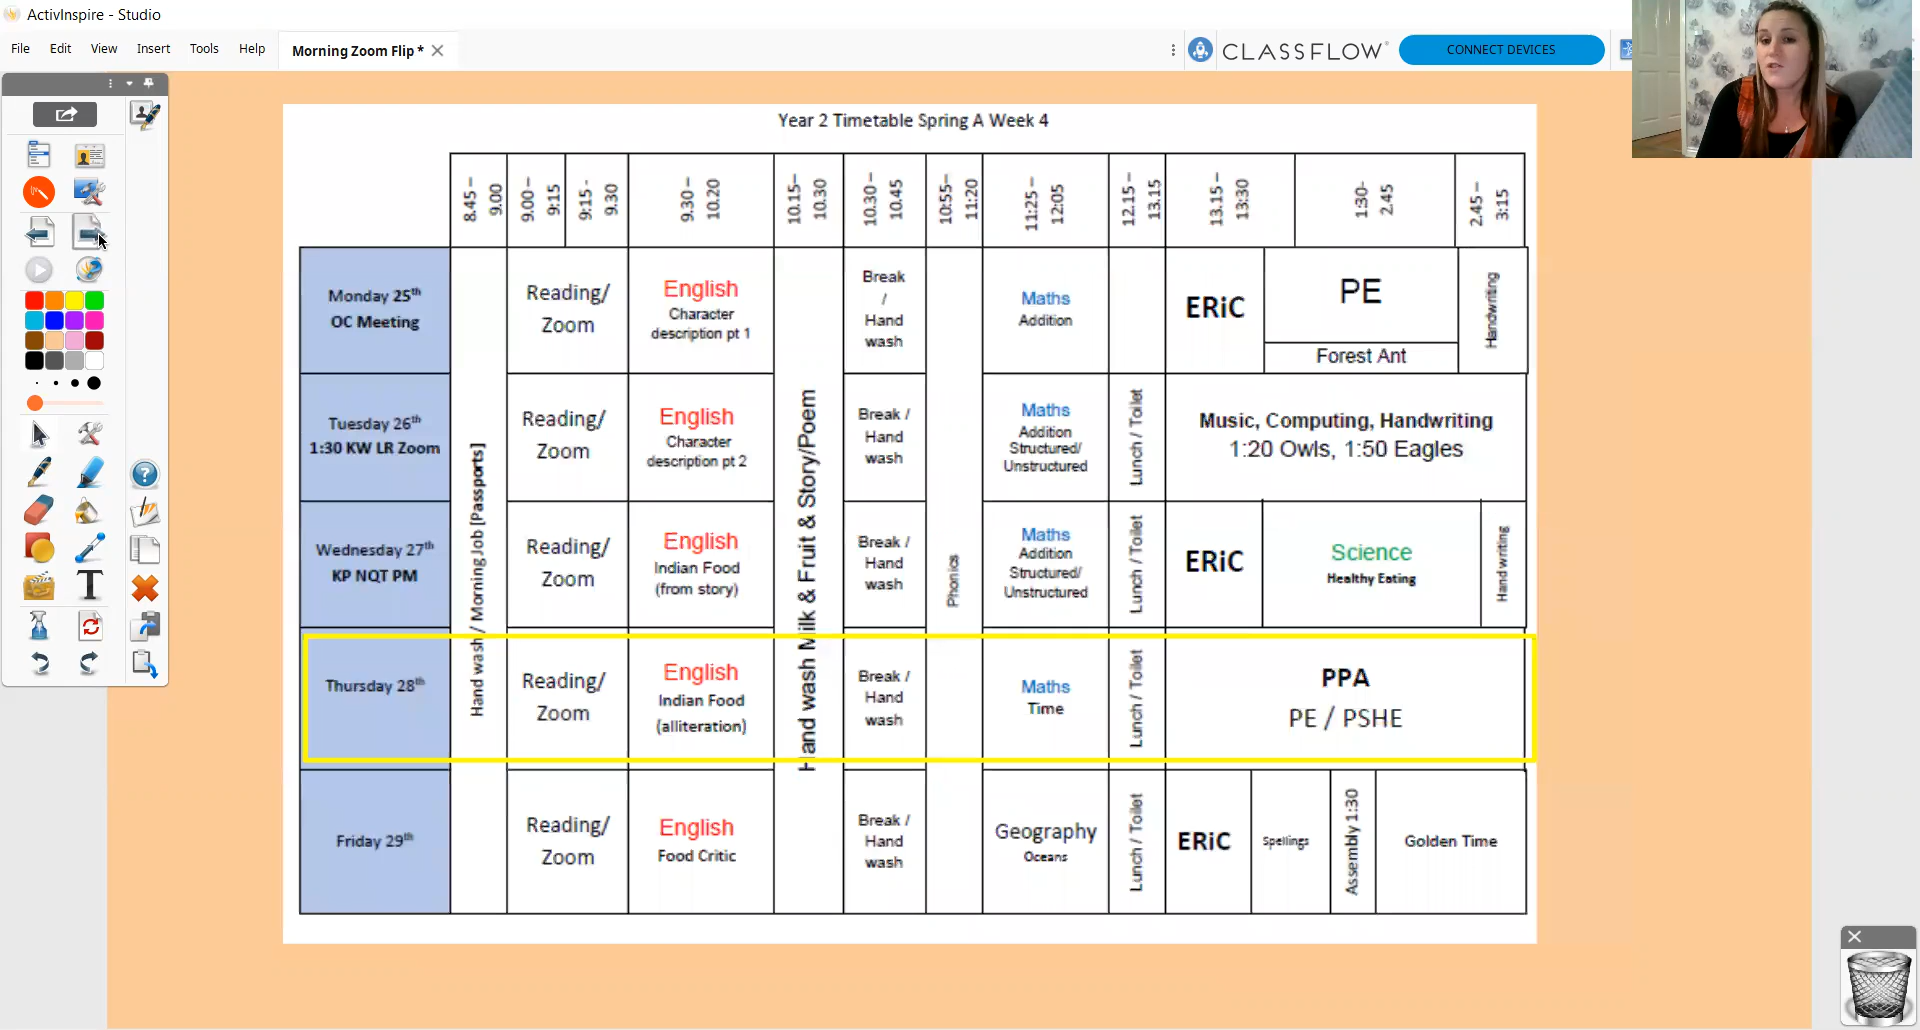 ActivInspire - Studio
File Edit View Insert Tools Help
Morning Zoom Flip *
CLASSFLOW
CONNECT DEVICES
Year 2 Timetable Spring A Week 4
8.45 – 9.00
9.00 – 9:15
9:15 - 9.30
9.30 – 10.20
10.15– 10.30
10.30 – 10.45
10:55– 11:20
11:25 – 12:05
12.15 – 13.15
13.15 – 13:30
1:30- 2.45
2.45 – 3:15
Monday 25th
OC Meeting
Reading/
Zoom
English
Character
description pt 1
Break
/
Hand
wash
Maths
Addition
ERiC
PE
Forest Ant
Handwriting
Tuesday 26th
1:30 KW LR Zoom
Reading/
Zoom
English
Character
description pt 2
Break /
Hand
wash
Maths
Addition
Structured/
Unstructured
Lunch / Toilet
Music, Computing, Handwriting
1:20 Owls, 1:50 Eagles
Hand wash / Morning Job [Passports]
Hand wash Milk & Fruit & Story/Poem
Phonics
Wednesday 27th
KP NQT PM
Reading/
Zoom
English
Indian Food
(from story)
Break /
Hand
wash
Maths
Addition
Structured/
Unstructured
Lunch / Toilet
ERiC
Science
Healthy Eating
Handwriting
Thursday 28th
Reading/
Zoom
English
Indian Food
(alliteration)
Break /
Hand
wash
Maths
Time
Lunch / Toilet
PPA
PE / PSHE
Friday 29th
Reading/
Zoom
English
Food Critic
Break /
Hand
wash
Geography
Oceans
Lunch / Toilet
ERiC
Spellings
Assembly 1:30
Golden Time